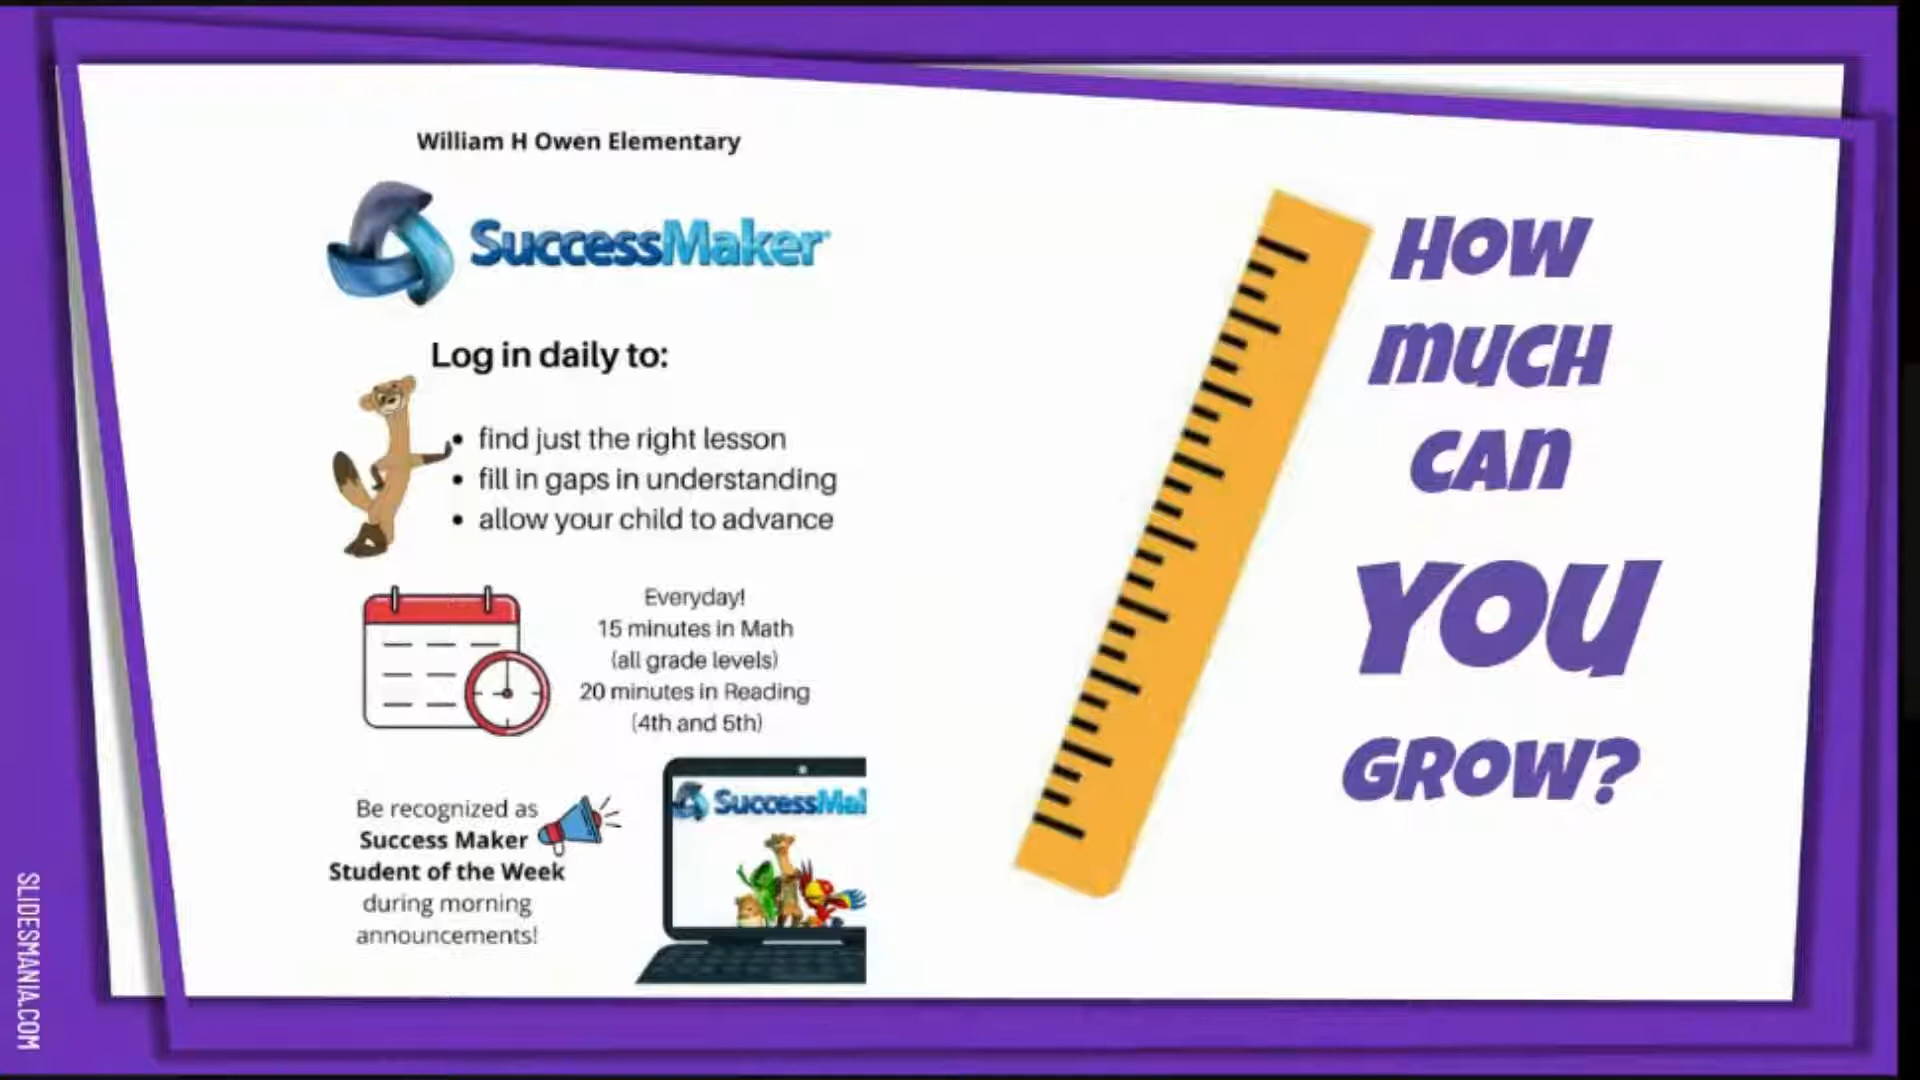 William H Owen Elementary
SuccessMaker
Log in daily to:
• find just the right lesson
• fill in gaps in understanding
• allow your child to advance
Everyday!
15 minutes in Math
(all grade levels)
20 minutes in Reading
(4th and 5th)
Be recognized as
Success Maker
Student of the Week
during morning
announcements!
SuccessMa
HOW
MUCH
CAN
YOU
GROW?
SLIDESMANIA.COM